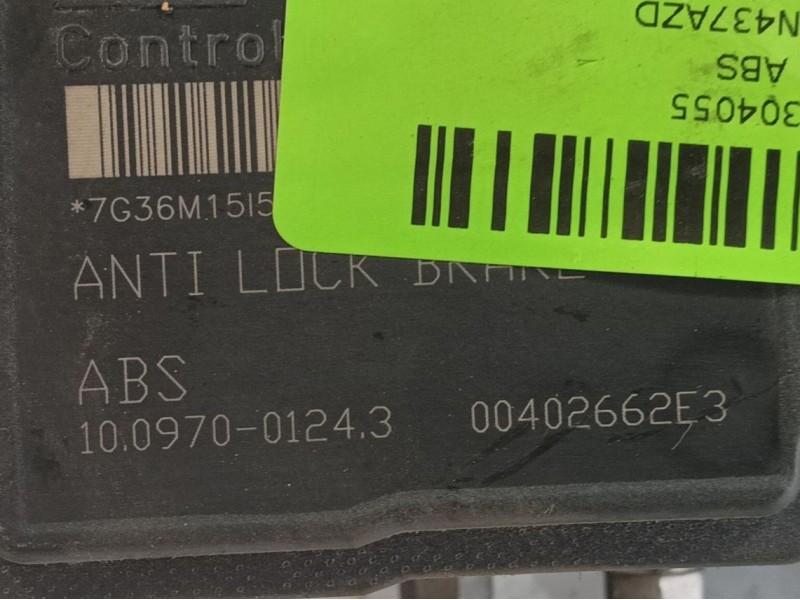 Control
*7G36M15I5
ANTI LOCK BRAKE
ABS
10.0970-0124.3 00402662E3
304055
ABS
N437AZD